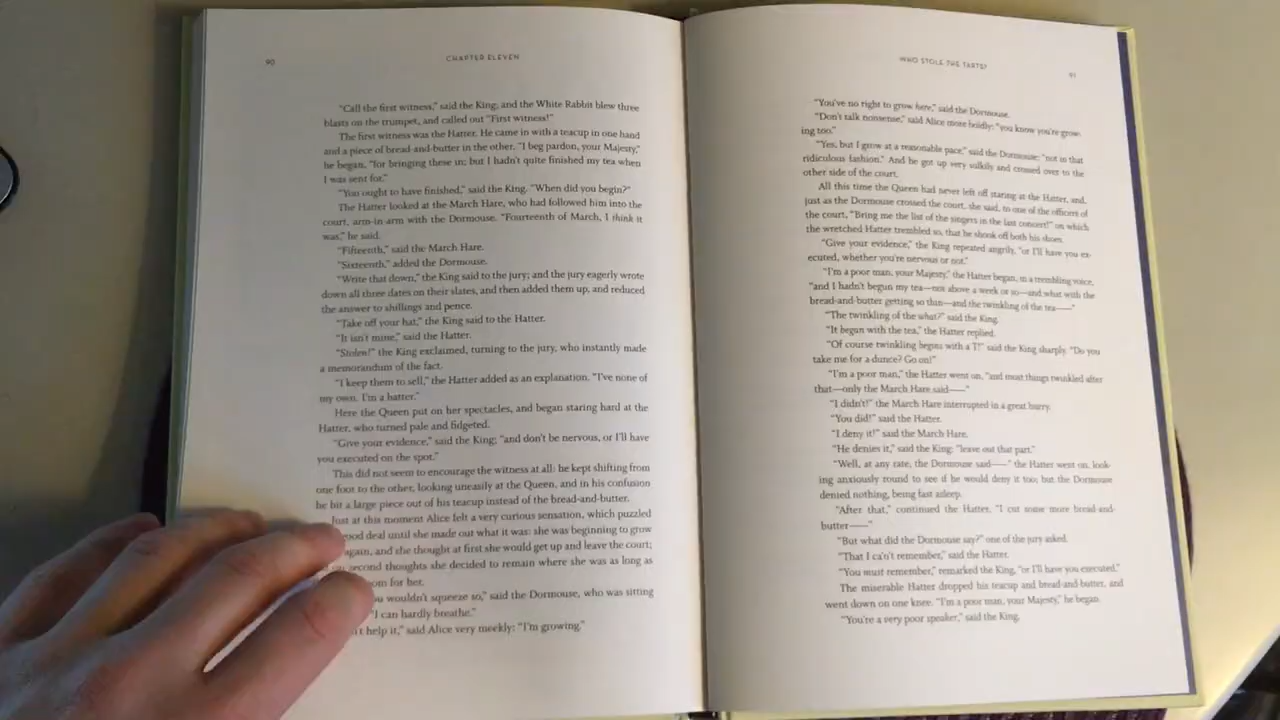 90
CHAPTER ELEVEN
“Call the first witness,” said the King; and the White Rabbit blew three
blasts on the trumpet, and called out “First witness!”
The first witness was the Hatter. He came in with a teacup in one hand
and a piece of bread-and-butter in the other. “I beg pardon, your Majesty,”
he began, “for bringing these in; but I hadn’t quite finished my tea when
I was sent for.”
“You ought to have finished,” said the King. “When did you begin?”
The Hatter looked at the March Hare, who had followed him into the
court, arm-in-arm with the Dormouse. “Fourteenth of March, I think it
was,” he said.
“Fifteenth,” said the March Hare.
“Sixteenth,” added the Dormouse.
“Write that down,” the King said to the jury; and the jury eagerly wrote
down all three dates on their slates, and then added them up, and reduced
the answer to shillings and pence.
“Take off your hat,” the King said to the Hatter.
“It isn’t mine,” said the Hatter.
“Stolen!” the King exclaimed, turning to the jury, who instantly made
a memorandum of the fact.
“I keep them to sell,” the Hatter added as an explanation. “I’ve none of
my own. I’m a hatter.”
Here the Queen put on her spectacles, and began staring hard at the
Hatter, who turned pale and fidgeted.
“Give your evidence,” said the King; “and don’t be nervous, or I’ll have
you executed on the spot.”
This did not seem to encourage the witness at all: he kept shifting from
one foot to the other, looking uneasily at the Queen, and in his confusion
he bit a large piece out of his teacup instead of the bread-and-butter.
Just at this moment Alice felt a very curious sensation, which puzzled
good deal until she made out what it was: she was beginning to grow
again, and she thought at first she would get up and leave the court;
on second thoughts she decided to remain where she was as long as
for her.
wouldn’t squeeze so,” said the Dormouse, who was sitting
“I can hardly breathe.”
help it,” said Alice very meekly: “I’m growing.”
WHO STOLE THE TARTS?
91
“You’ve no right to grow here,” said the Dormouse.
“Don’t talk nonsense,” said Alice more boldly: “you know you’re grow-
ing too.”
“Yes, but I grow at a reasonable pace,” said the Dormouse: “not in that
ridiculous fashion.” And he got up very sulkily and crossed over to the
other side of the court.
All this time the Queen had never left off staring at the Hatter, and,
just as the Dormouse crossed the court, she said, to one of the officers of
the court, “Bring me the list of the singers in the last concert!” on which
the wretched Hatter trembled so, that he shook off both his shoes.
“Give your evidence,” the King repeated angrily, “or I’ll have you ex-
ecuted, whether you’re nervous or not.”
“I’m a poor man, your Majesty,” the Hatter began, in a trembling voice,
“and I hadn’t begun my tea—not above a week or so—and what with the
bread-and-butter getting so thin—and the twinkling of the tea——”
“The twinkling of the what?” said the King.
“It began with the tea,” the Hatter replied.
“Of course twinkling begins with a T!” said the King sharply. “Do you
take me for a dunce? Go on!”
“I’m a poor man,” the Hatter went on, “and most things twinkled after
that—only the March Hare said——”
“I didn’t!” the March Hare interrupted in a great hurry.
“You did!” said the Hatter.
“I deny it!” said the March Hare.
“He denies it,” said the King: “leave out that part.”
“Well, at any rate, the Dormouse said——” the Hatter went on, look-
ing anxiously round to see if he would deny it too; but the Dormouse
denied nothing, being fast asleep.
“After that,” continued the Hatter, “I cut some more bread-and-
butter——”
“But what did the Dormouse say?” one of the jury asked.
“That I ca’n’t remember,” said the Hatter.
“You must remember,” remarked the King, “or I’ll have you executed.”
The miserable Hatter dropped his teacup and bread-and-butter, and
went down on one knee. “I’m a poor man, your Majesty,” he began.
“You’re a very poor speaker,” said the King.